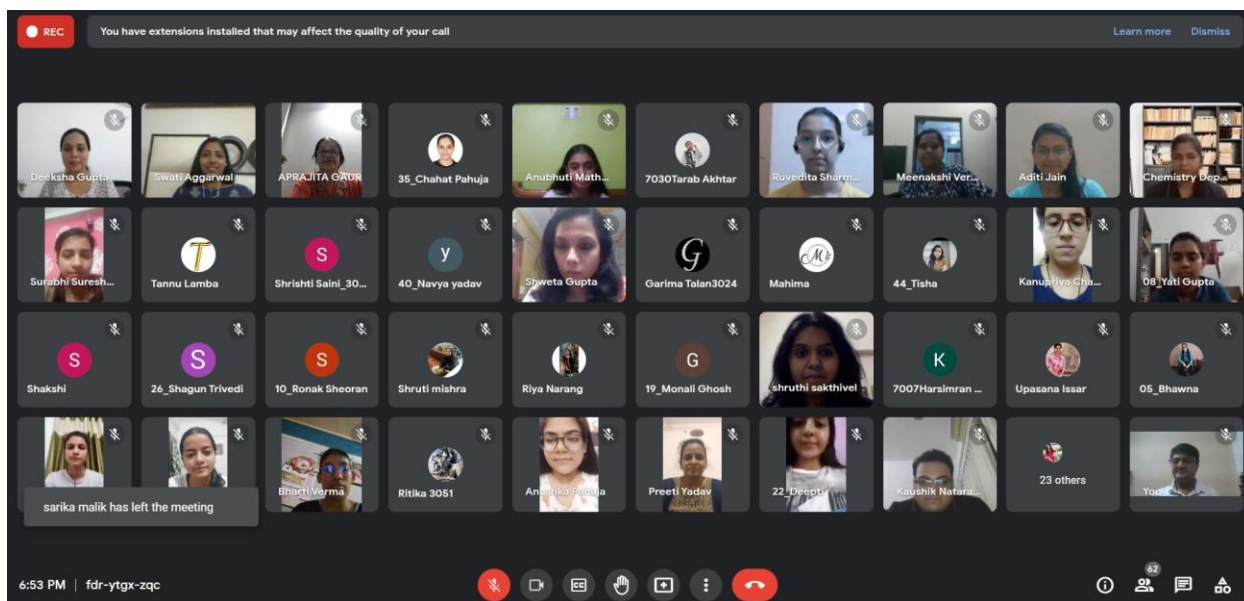 REC
You have extensions installed that may affect the quality of your call
Learn more
Dismiss
Deeksha Gupta
Swati Aggarwal
APRAJITA GAUR
35_Chahat Pahuja
Anubhuti Math...
7030Tarab Akhtar
Ruvedita Sharm...
Meenakshi Ver...
Aditi Jain
Chemistry Dep...
Surabhi Suresh...
T
Tannu Lamba
S
Shrishti Saini_30...
y
40_Navya yadav
Shweta Gupta
G
Garima Talan3024
M
Mahima
44_Tisha
Kanupriya Cha...
08_Yati Gupta
S
Shakshi
S
26_Shagun Trivedi
S
10_Ronak Sheoran
Shruti mishra
Riya Narang
G
19_Monali Ghosh
shruthi sakthivel
K
7007Harsimran ...
Upasana Issar
05_Bhawna
Bharti Verma
Ritika 3051
Anushka Panuja
Preeti Yadav
22_Deepti
Kaushik Natara...
23 others
You
sarika malik has left the meeting
6:53 PM | fdr-ytgx-zqc
CC
62